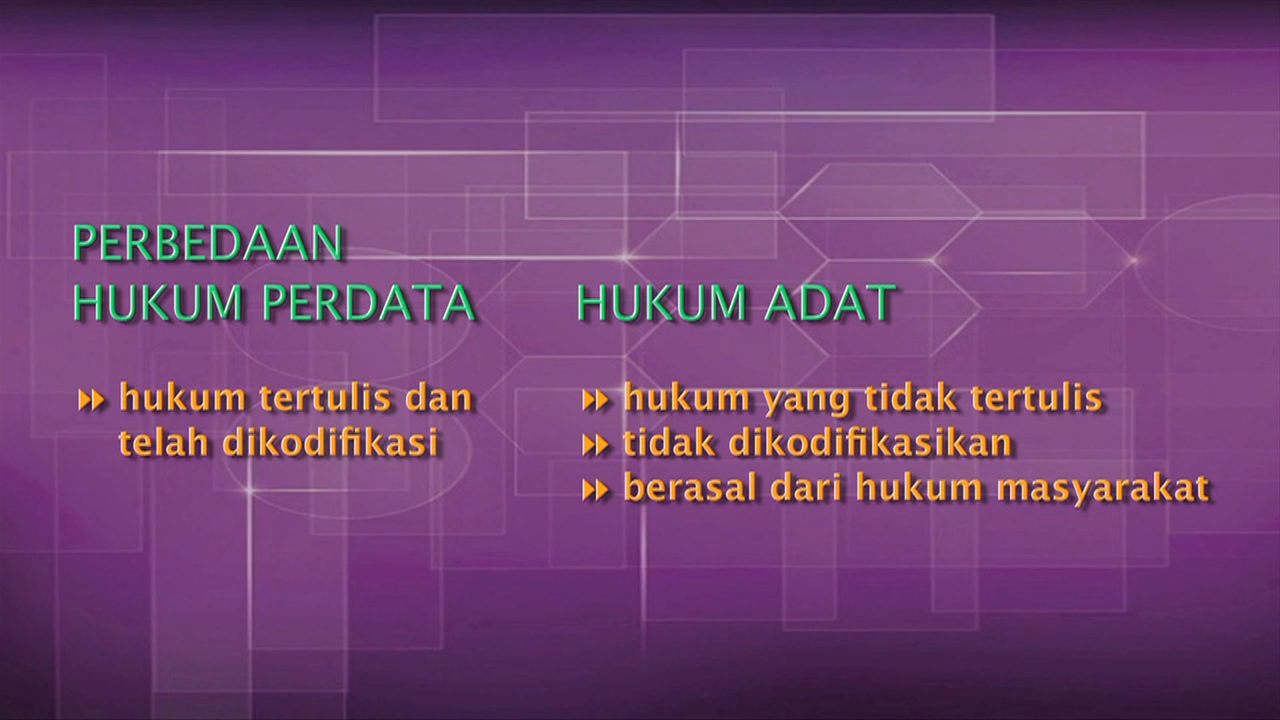 PERBEDAAN
HUKUM PERDATA
hukum tertulis dan
telah dikodifikasi
HUKUM ADAT
hukum yang tidak tertulis
tidak dikodifikasikan
berasal dari hukum masyarakat